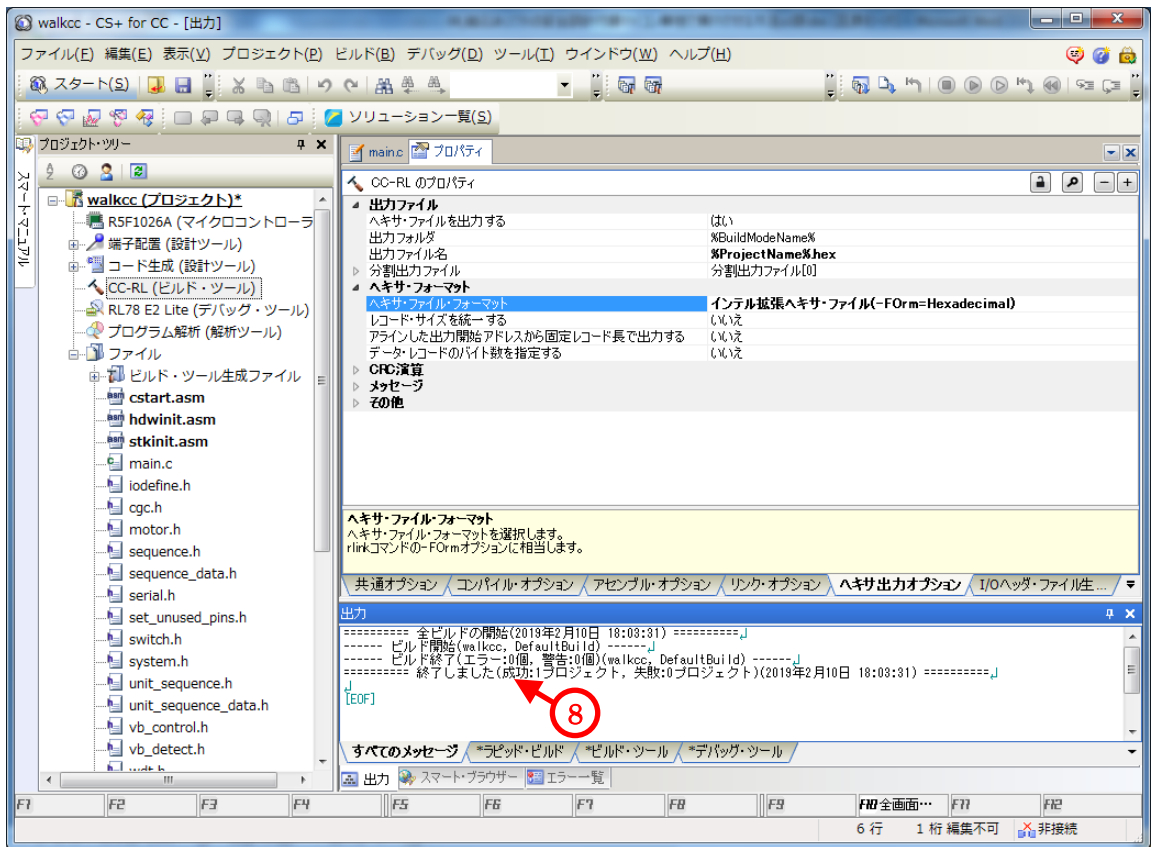 walkcc - CS+ for CC - [出力]
ファイル(F) 編集(E) 表示(V) プロジェクト(P) ビルド(B) デバッグ(D) ツール(T) ウインドウ(W) ヘルプ(H)
スタート(S)
ソリューション一覧(S)
プロジェクト・ツリー
スマート・マニュアル
walkcc (プロジェクト)*
R5F1026A (マイクロコントローラ
端子配置 (設計ツール)
コード生成 (設計ツール)
CC-RL (ビルド・ツール)
RL78 E2 Lite (デバッグ・ツール)
プログラム解析 (解析ツール)
ファイル
ビルド・ツール生成ファイル
cstart.asm
hdwinit.asm
stkinit.asm
main.c
iodefine.h
cgc.h
motor.h
sequence.h
sequence_data.h
serial.h
set_unused_pins.h
switch.h
system.h
unit_sequence.h
unit_sequence_data.h
vb_control.h
vb_detect.h
wdt.h
main.c プロパティ
CC-RL のプロパティ
出力ファイル
ヘキサ・ファイルを出力する はい
出力フォルダ %BuildModeName%
出力ファイル名 %ProjectName%.hex
分割出力ファイル 分割出力ファイル[0]
ヘキサ・フォーマット
ヘキサ・ファイル・フォーマット インテル拡張ヘキサ・ファイル(-FOrm=Hexadecimal)
レコード・サイズを統一する いいえ
アラインした出力開始アドレスから固定レコード長で出力する いいえ
データ・レコードのバイト数を指定する いいえ
CRC演算
メッセージ
その他
ヘキサ・ファイル・フォーマット
ヘキサ・ファイル・フォーマットを選択します。
rlinkコマンドの-FOrmオプションに相当します。
共通オプション コンパイル・オプション アセンブル・オプション リンク・オプション ヘキサ出力オプション I/Oヘッダ・ファイル生...
出力
========== 全ビルドの開始(2019年2月10日 18:03:31) ==========
------ ビルド開始(walkcc, DefaultBuild) ------
------ ビルド終了(エラー:0個, 警告:0個)(walkcc, DefaultBuild) ------
========== 終了しました(成功:1プロジェクト, 失敗:0プロジェクト)(2019年2月10日 18:03:31) ==========
[EOF]
8
すべてのメッセージ *ラピッド・ビルド *ビルド・ツール *デバッグ・ツール
出力 スマート・ブラウザー エラー一覧
F1 F2 F3 F4 F5 F6 F7 F8 F9 F10 全画面… F11 F12
6 行 1 桁 編集不可 非接続